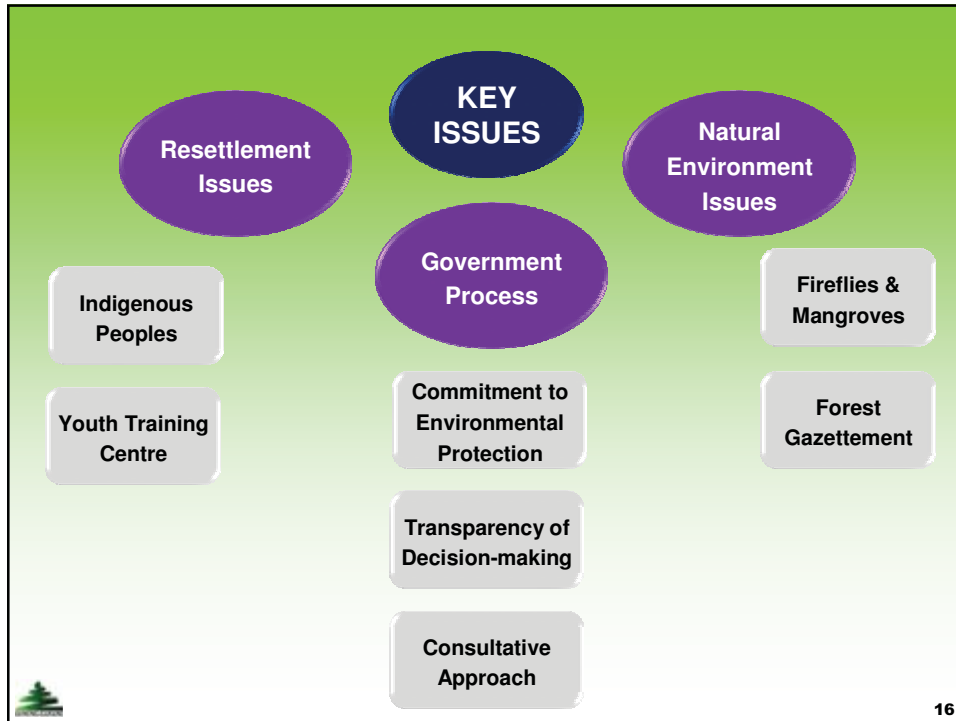 KEY
ISSUES
Resettlement
Issues
Natural
Environment
Issues
Government
Process
Indigenous
Peoples
Youth Training
Centre
Commitment to
Environmental
Protection
Transparency of
Decision-making
Consultative
Approach
Fireflies &
Mangroves
Forest
Gazettement
16